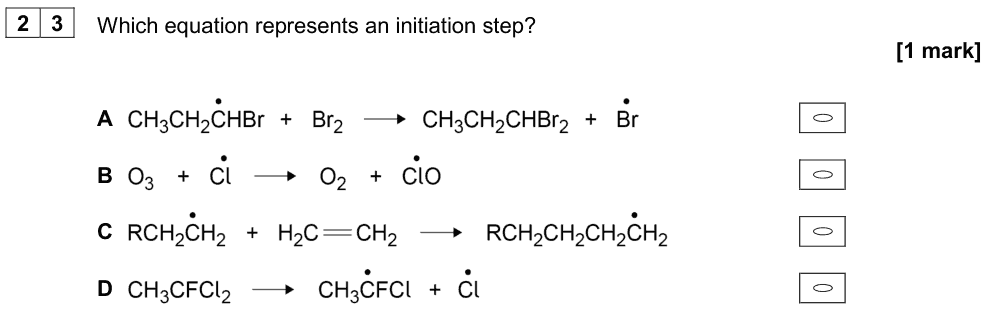 2 3 Which equation represents an initiation step?
[1 mark]
A CH₃CH₂ĊHBr + Br₂ ⟶ CH₃CH₂CHBr₂ + Ḃr
B O₃ + Ċl ⟶ O₂ + ĊlO
C RCH₂ĊH₂ + H₂C=CH₂ ⟶ RCH₂CH₂CH₂ĊH₂
D CH₃CFCl₂ ⟶ CH₃ĊFCl + Ċl